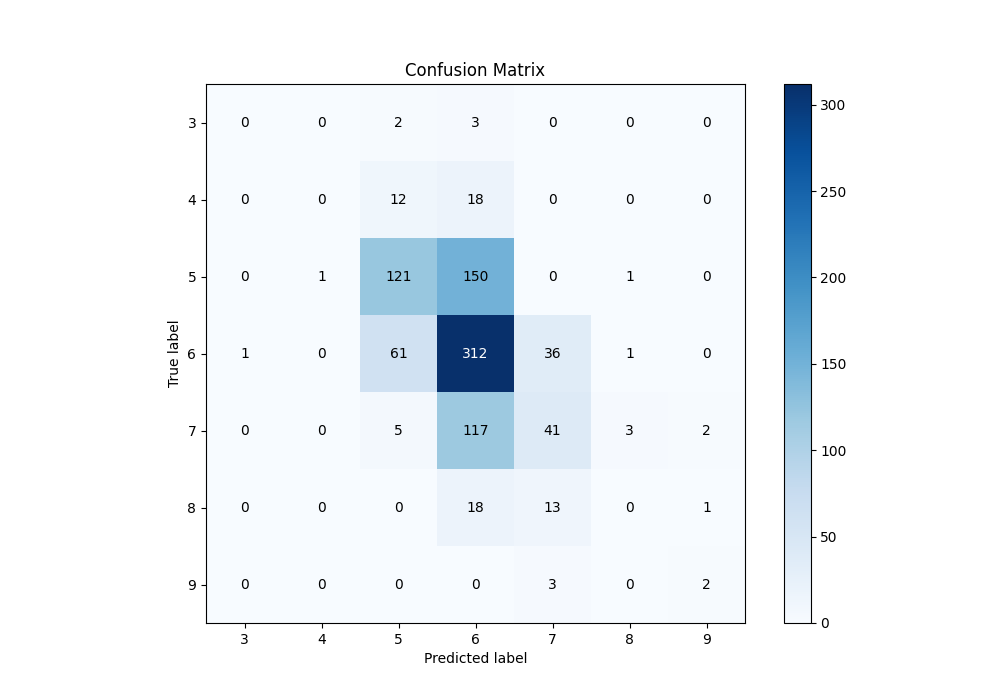 Confusion Matrix
True label
3 0 0 2 3 0 0 0
4 0 0 12 18 0 0 0
5 0 1 121 150 0 1 0
6 1 0 61 312 36 1 0
7 0 0 5 117 41 3 2
8 0 0 0 18 13 0 1
9 0 0 0 0 3 0 2
3 4 5 6 7 8 9
Predicted label
300
250
200
150
100
50
0